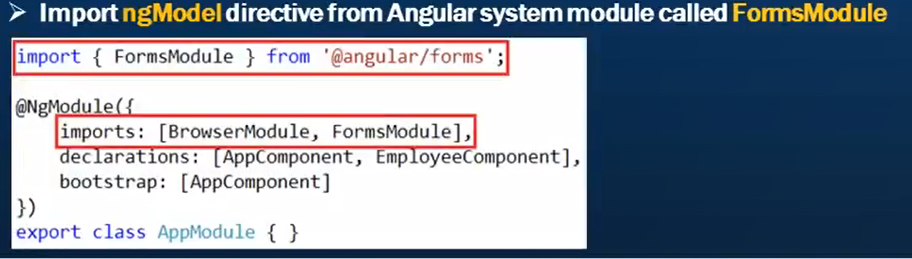 ➤ Import ngModel directive from Angular system module called FormsModule
import { FormsModule } from '@angular/forms';
@NgModule({
    imports: [BrowserModule, FormsModule],
    declarations: [AppComponent, EmployeeComponent],
    bootstrap: [AppComponent]
})
export class AppModule { }